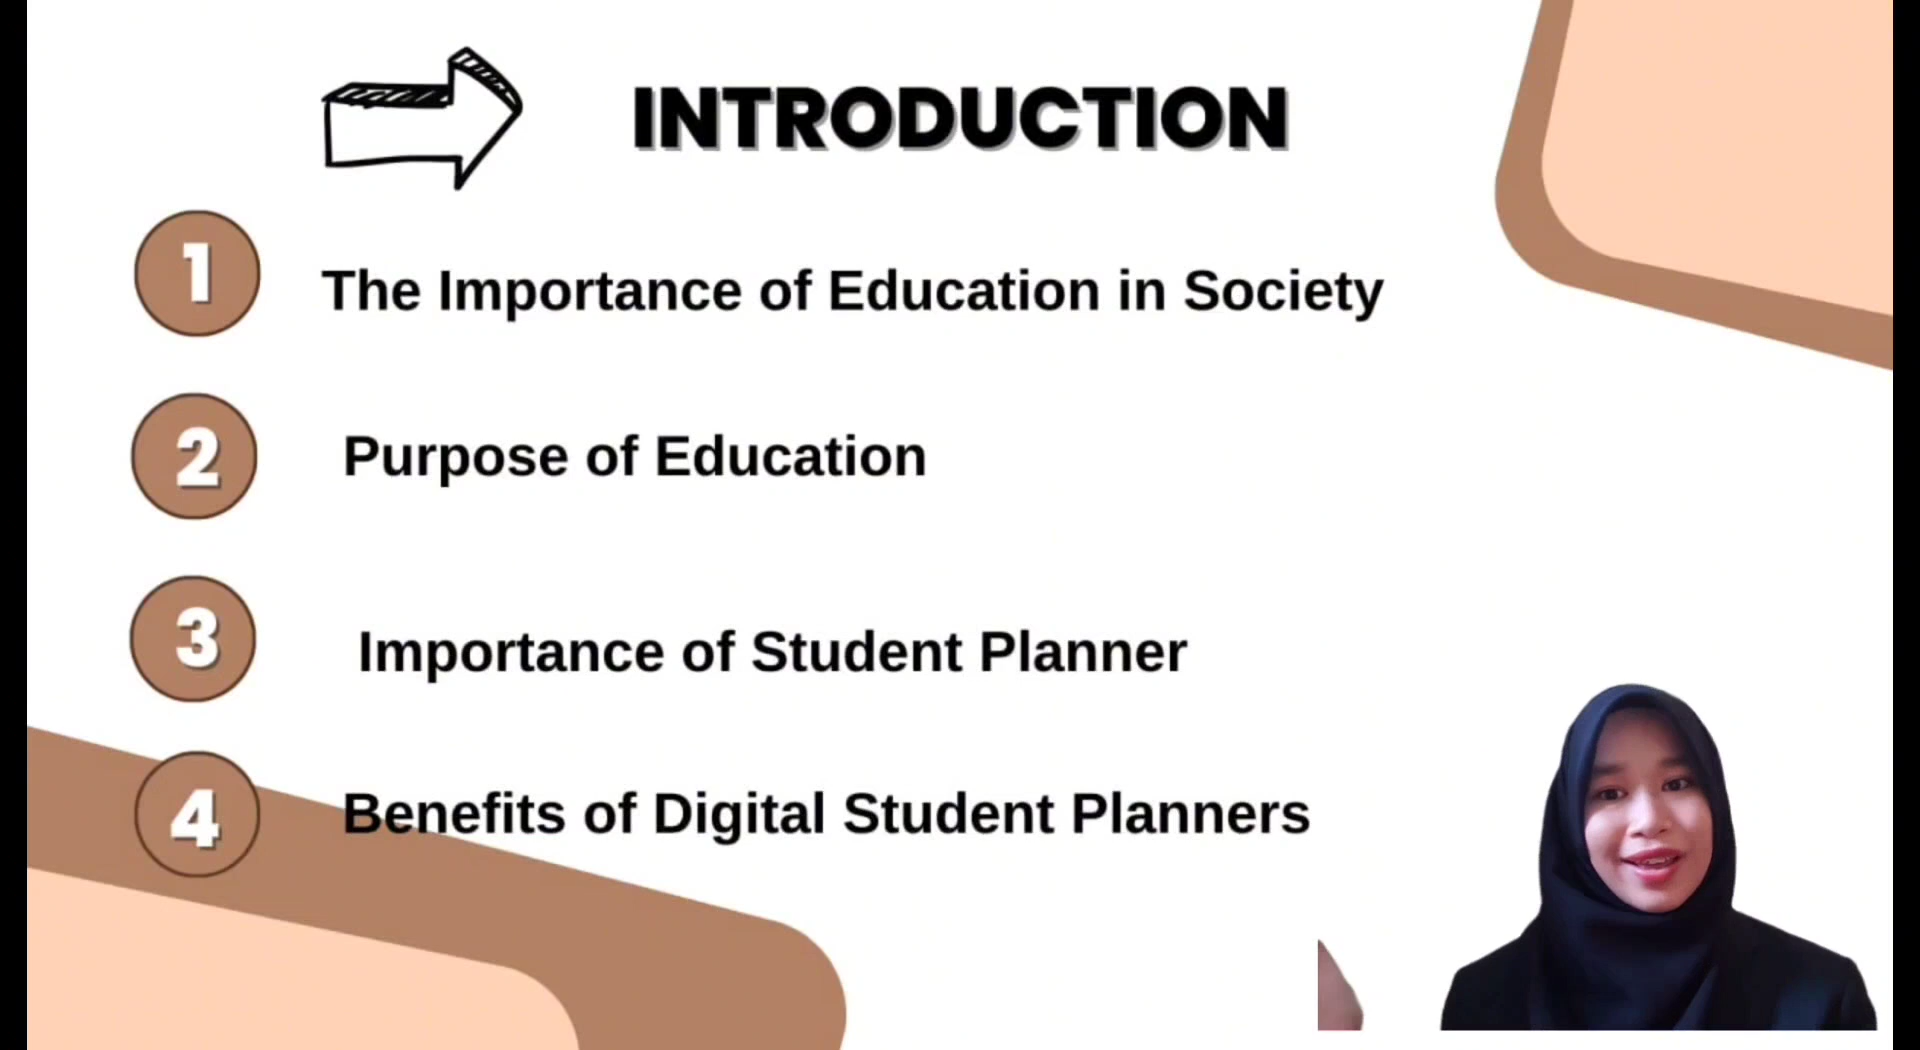 INTRODUCTION
1
The Importance of Education in Society
2
Purpose of Education
3
Importance of Student Planner
4
Benefits of Digital Student Planners